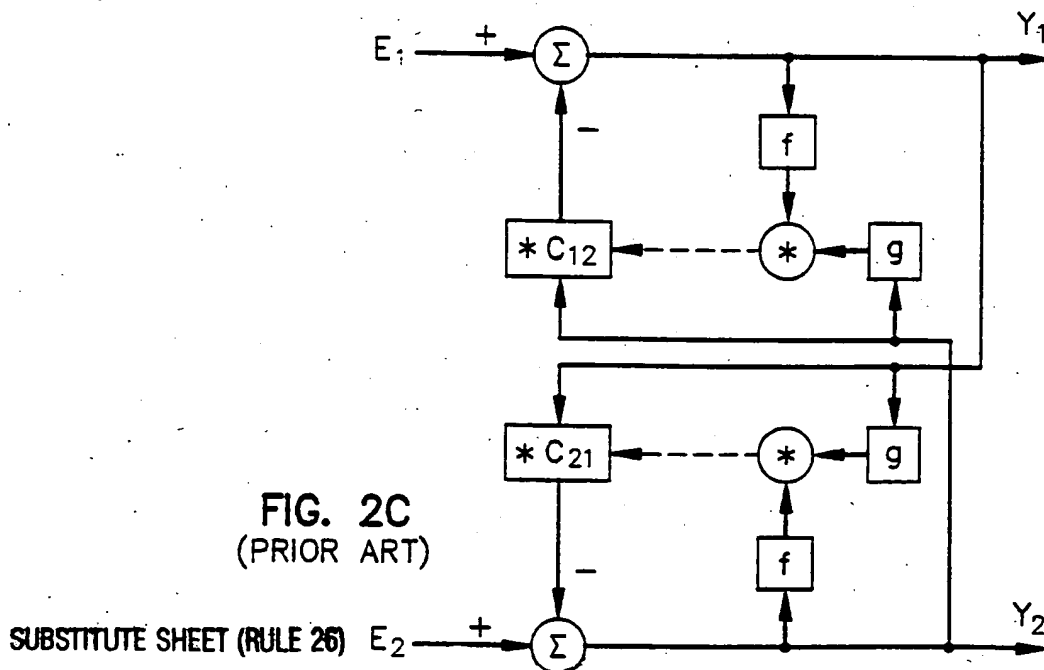 Y1
E1 + Σ
f
−
* C12 * g
* C21 * g
FIG. 2C
(PRIOR ART)
f
−
SUBSTITUTE SHEET (RULE 26) E2 + Σ
Y2